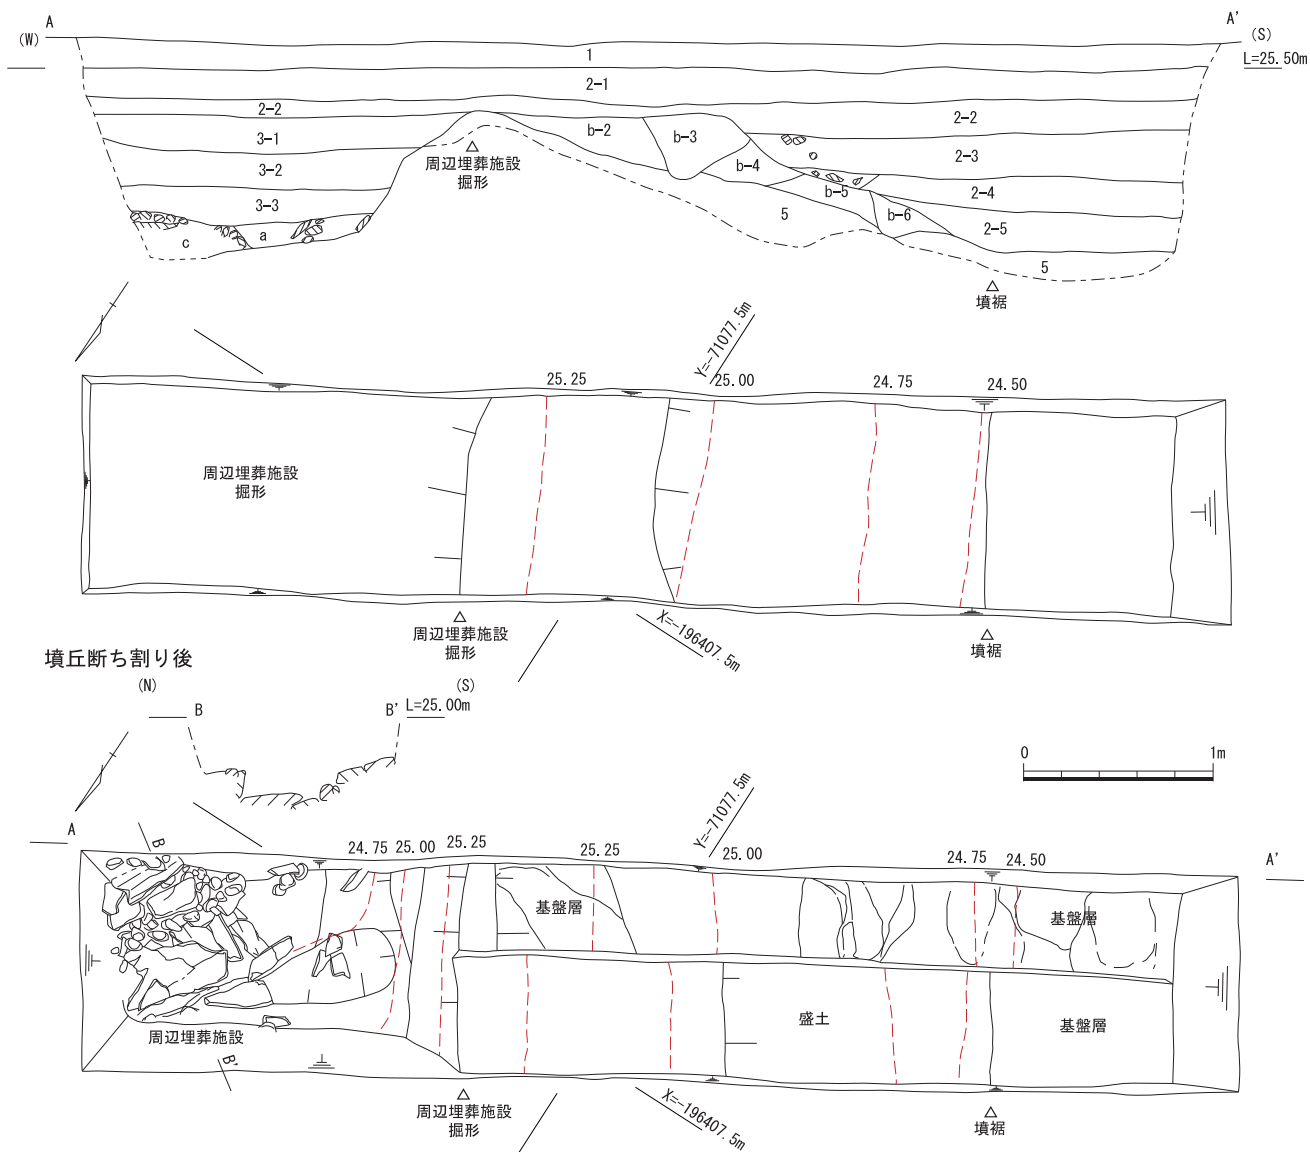 A
(W)
A'
(S)
L=25.50m
1
2-1
2-2
2-2
3-1
b-2
b-3
2-3
周辺埋葬施設
掘形
3-2
b-4
b-5
2-4
3-3
5
b-6
2-5
c
a
5
墳裾
Y=-71077.5m
25.25
25.00
24.75
24.50
周辺埋葬施設
掘形
周辺埋葬施設
掘形
X=-196407.5m
墳裾
墳丘断ち割り後
(N)
(S)
B
B'
L=25.00m
0
1m
Y=-71077.5m
A
B
24.75
25.00
25.25
25.25
25.00
24.75
24.50
A'
基盤層
基盤層
盛土
基盤層
周辺埋葬施設
B'
周辺埋葬施設
掘形
X=-196407.5m
墳裾